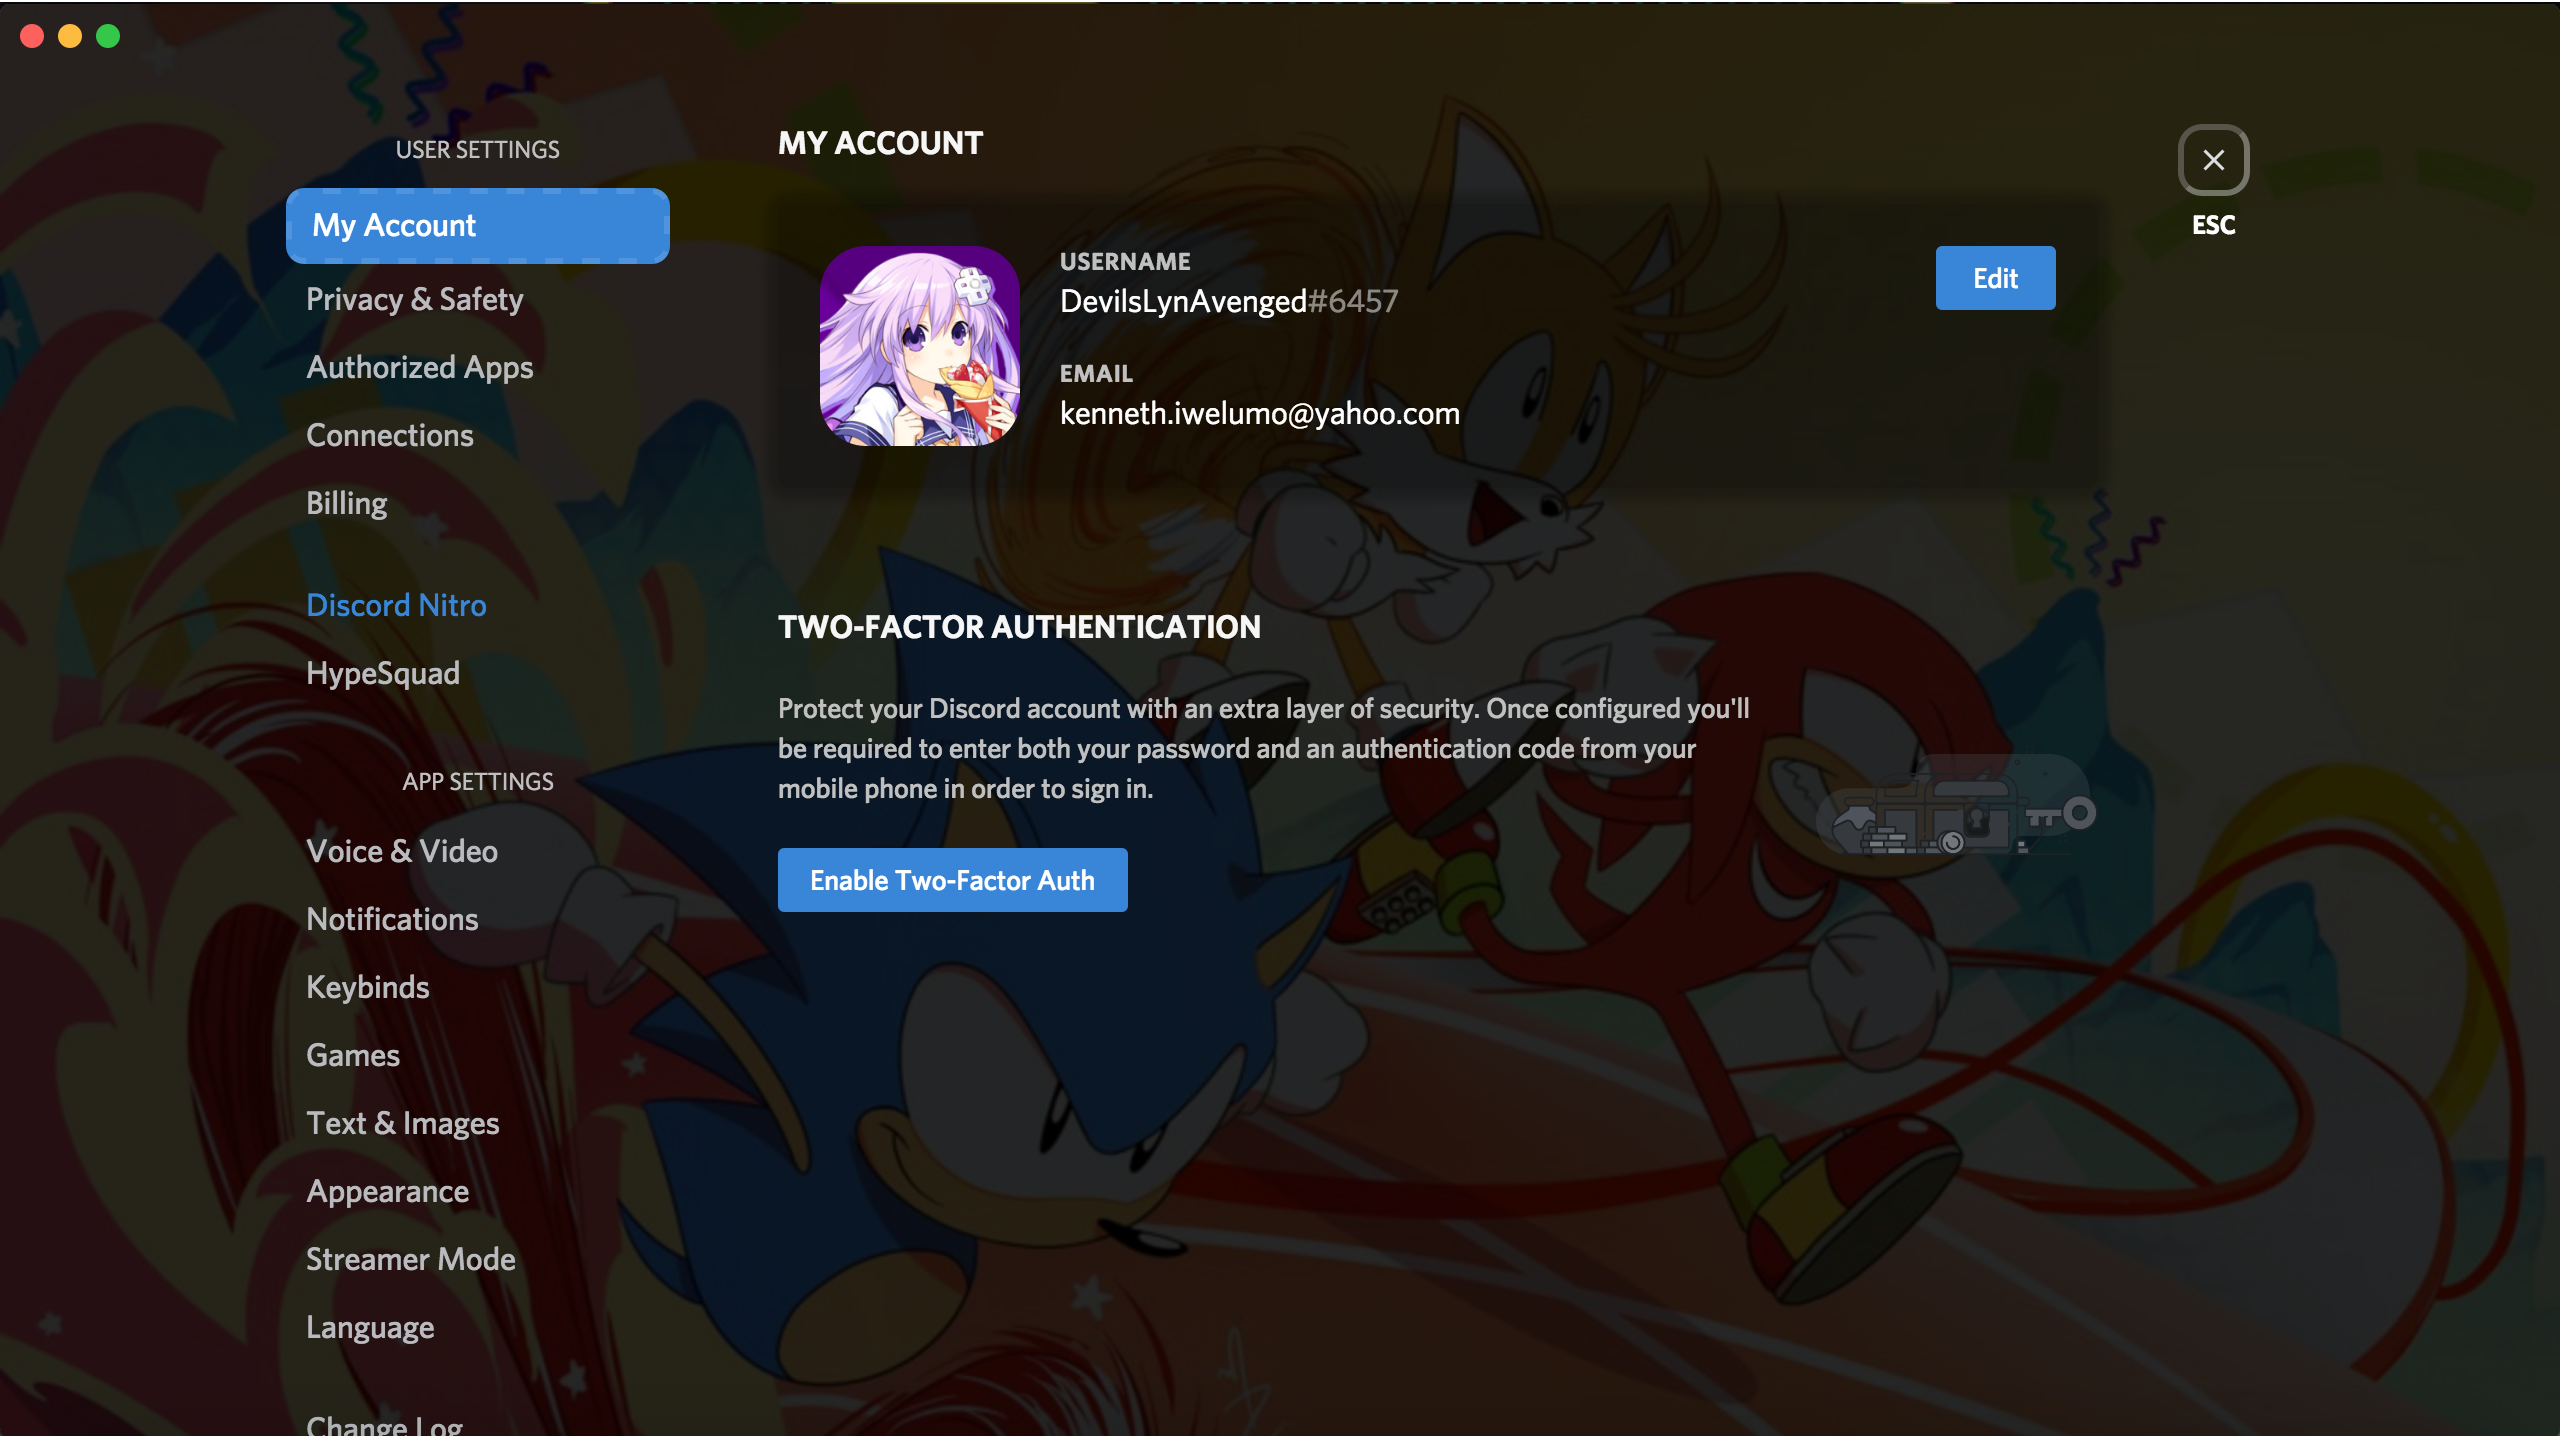 USER SETTINGS
My Account
Privacy & Safety
Authorized Apps
Connections
Billing
Discord Nitro
HypeSquad
APP SETTINGS
Voice & Video
Notifications
Keybinds
Games
Text & Images
Appearance
Streamer Mode
Language
Change Log
MY ACCOUNT
USERNAME
DevilsLynAvenged#6457
Edit
EMAIL
kenneth.iwelumo@yahoo.com
TWO-FACTOR AUTHENTICATION
Protect your Discord account with an extra layer of security. Once configured you'll
be required to enter both your password and an authentication code from your
mobile phone in order to sign in.
Enable Two-Factor Auth
ESC